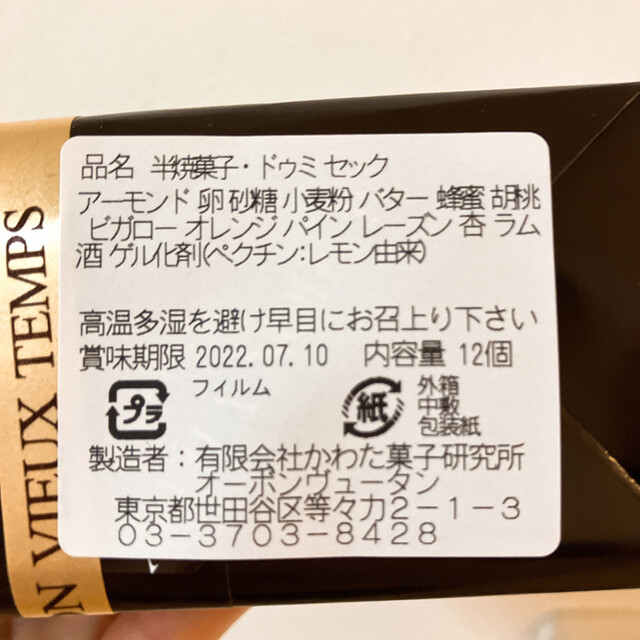 品名 半焼菓子・ドゥミ セック
アーモンド 卵 砂糖 小麦粉 バター 蜂蜜 胡桃
ビガロー オレンジ パイン レーズン 杏 ラム
酒 ゲル化剤(ペクチン:レモン由来)
高温多湿を避け早目にお召上り下さい
賞味期限 2022.07.10 内容量 12個
プラ フィルム
紙 外箱
中敷
包装紙
製造者:有限会社かわた菓子研究所
オーボンヴュータン
東京都世田谷区等々力2-1-3
03-3703-8428
N VIEUX TEMPS